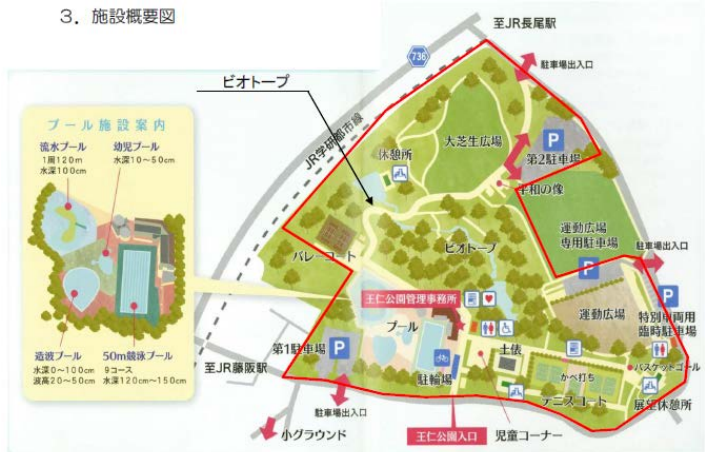 3．施設概要図
至JR長尾駅
736
駐車場出入口
ビオトープ
JR学研都市線
大芝生広場
P
第2駐車場
休憩所
平和の像
運動広場
専用駐車場
駐車場出入口
バレーコート
ビオトープ
P
王仁公園管理事務所
P
運動広場
特別車両用
臨時駐車場
プール
第1駐車場
P
土俵
かべ打ち
バスケットゴール
至JR藤阪駅
駐輪場
テニスコート
展望休憩所
駐車場出入口
小グラウンド
王仁公園入口
児童コーナー
プール施設案内
流水プール
1周120m
水深100cm
幼児プール
水深10～50cm
造波プール
水深0～100cm
波高20～50cm
50m競泳プール
9コース
水深120cm～150cm